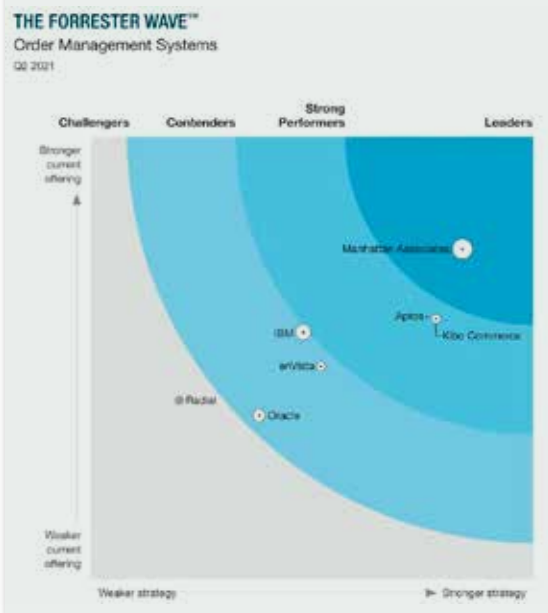 THE FORRESTER WAVE™
Order Management Systems
Q2 2021
Challengers
Contenders
Strong
Performers
Leaders
Stronger
current
offering
Manhattan Associates
Aptos
Kibo Commerce
IBM
enVista
Radial
Oracle
Weaker
current
offering
Weaker strategy
Stronger strategy